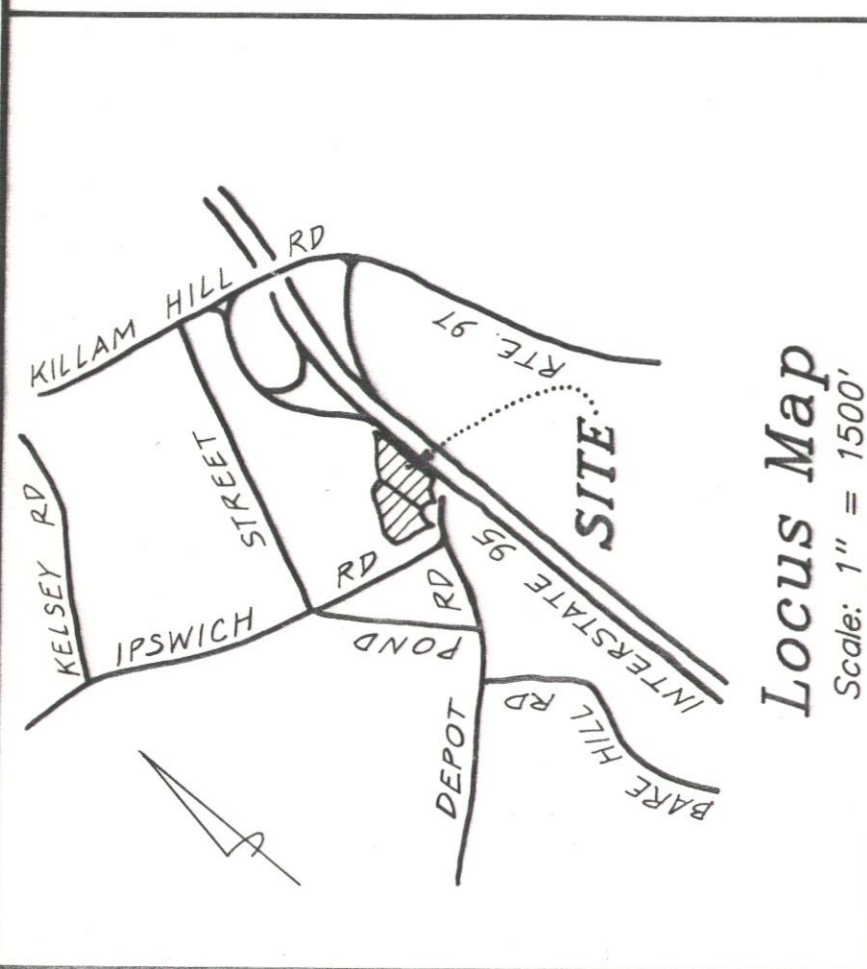 KILLAM HILL RD
RTE. 97
KELSEY RD
STREET
IPSWICH RD
POND
DEPOT RD
INTERSTATE 95
BARE HILL RD
SITE
Locus Map
Scale: 1" = 1500'